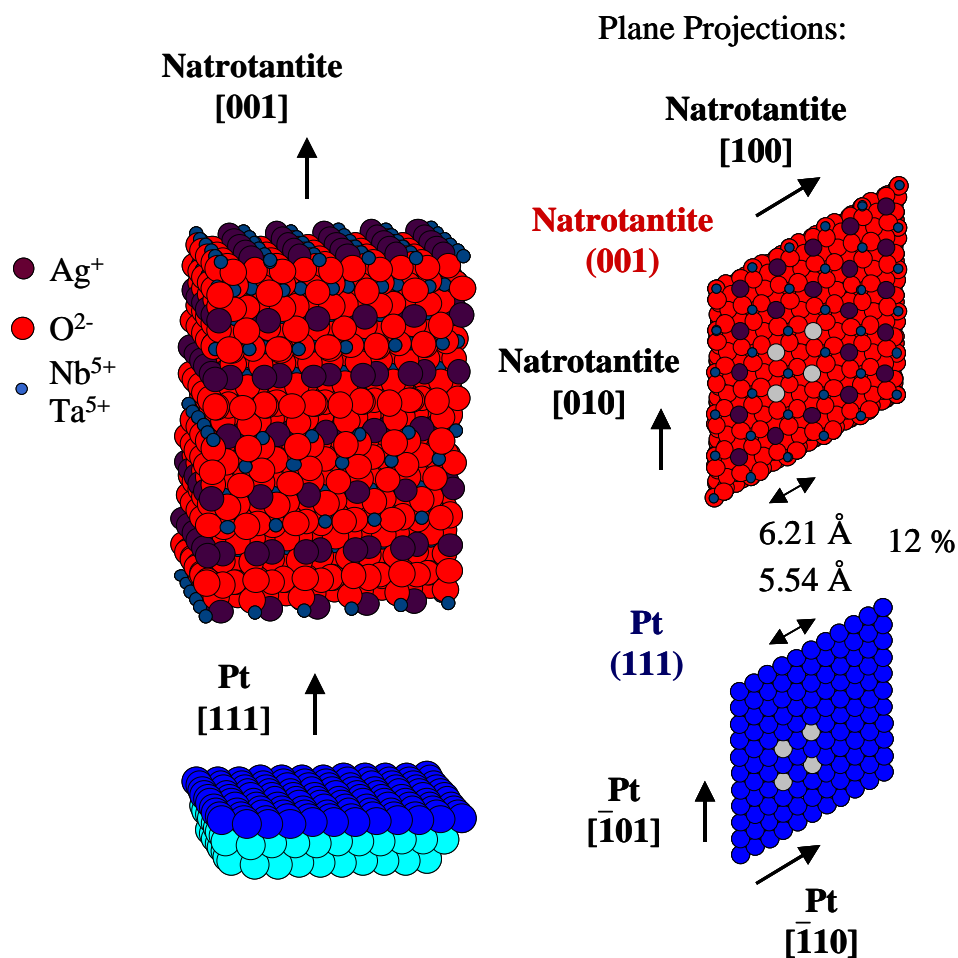 Plane Projections:
Natrotantite
[001]
Natrotantite
[100]
Natrotantite
(001)
Ag⁺
O²⁻
Nb⁵⁺
Ta⁵⁺
Natrotantite
[010]
6.21 Å
12 %
5.54 Å
Pt
(111)
Pt
[111]
Pt
[1̅01]
Pt
[1̅10]